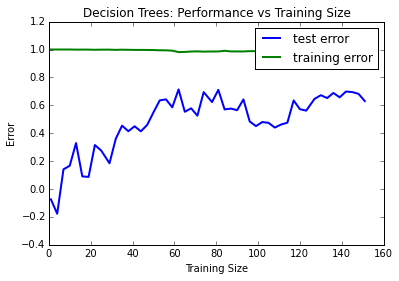 Decision Trees: Performance vs Training Size
1.2
1.0
0.8
0.6
0.4
0.2
0.0
−0.2
−0.4
Error
test error
training error
0 20 40 60 80 100 120 140 160
Training Size